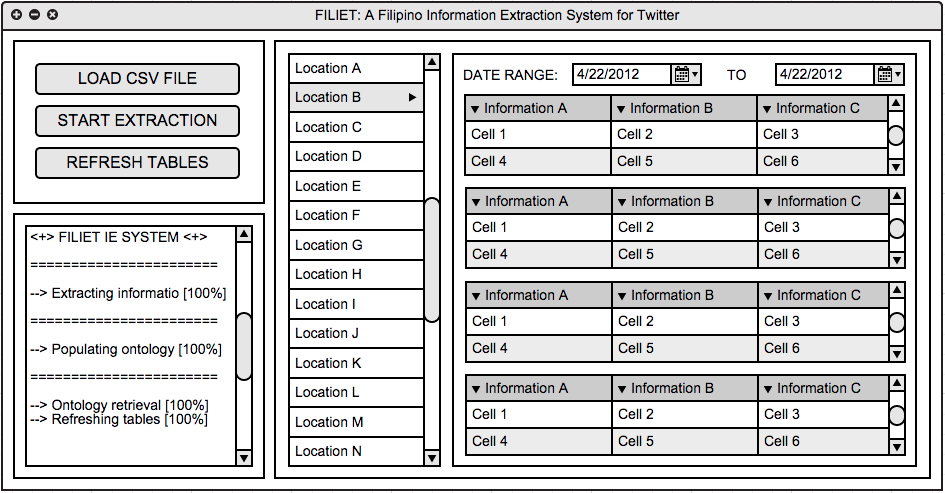 FILIET: A Filipino Information Extraction System for Twitter
LOAD CSV FILE
START EXTRACTION
REFRESH TABLES
<+> FILIET IE SYSTEM <+>
=======================
--> Extracting informatio [100%]
=======================
--> Populating ontology [100%]
=======================
--> Ontology retrieval [100%]
--> Refreshing tables [100%]
Location A
Location B
Location C
Location D
Location E
Location F
Location G
Location H
Location I
Location J
Location K
Location L
Location M
Location N
DATE RANGE: 4/22/2012 TO 4/22/2012
Information A Information B Information C
Cell 1 Cell 2 Cell 3
Cell 4 Cell 5 Cell 6
Information A Information B Information C
Cell 1 Cell 2 Cell 3
Cell 4 Cell 5 Cell 6
Information A Information B Information C
Cell 1 Cell 2 Cell 3
Cell 4 Cell 5 Cell 6
Information A Information B Information C
Cell 1 Cell 2 Cell 3
Cell 4 Cell 5 Cell 6